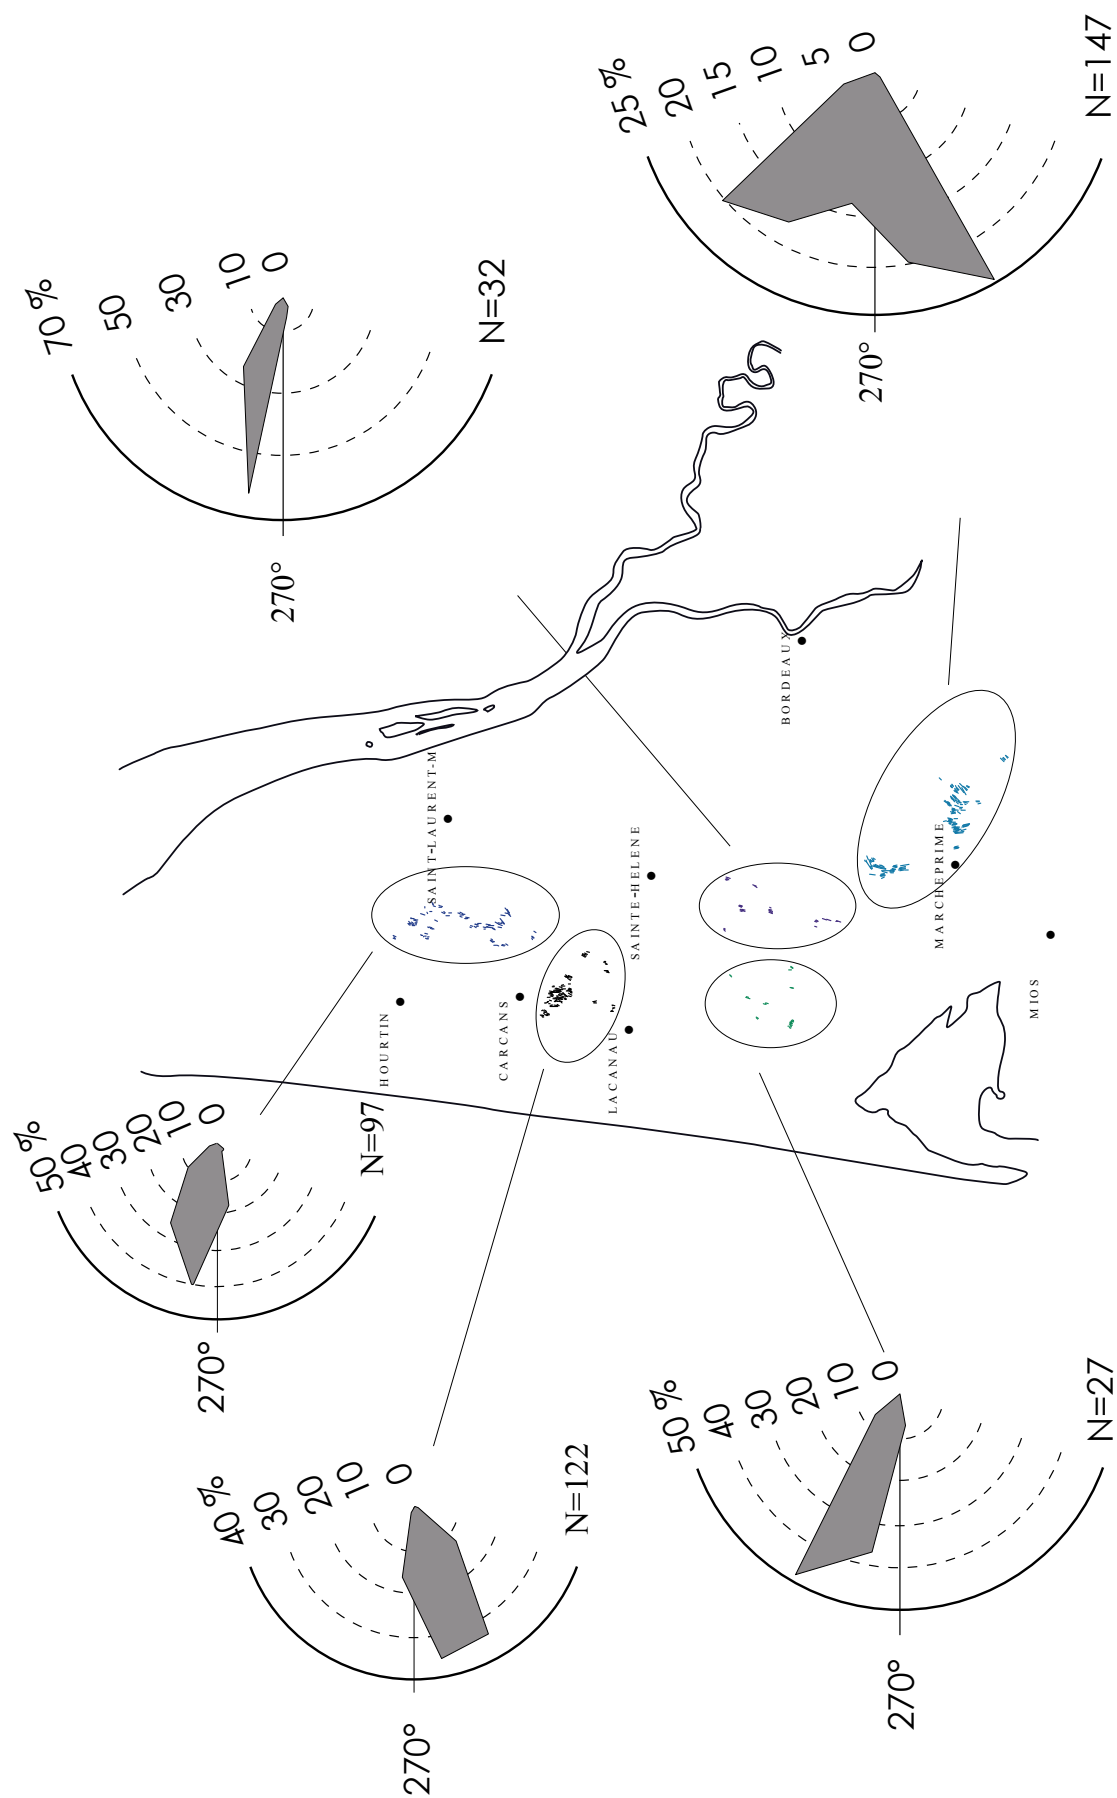 25 %
20
15
10
5
0
N=147
270°
70 %
50
30
10
0
N=32
270°
BORDEAUX
SAINT-LAURENT-M
SAINTE-HELENE
MARCHEPRIME
MIOS
HOURTIN
CARCANS
LACANAU
50 %
40
30
20
10
0
N=97
270°
40 %
30
20
10
0
N=122
270°
50 %
40
30
20
10
0
N=27
270°